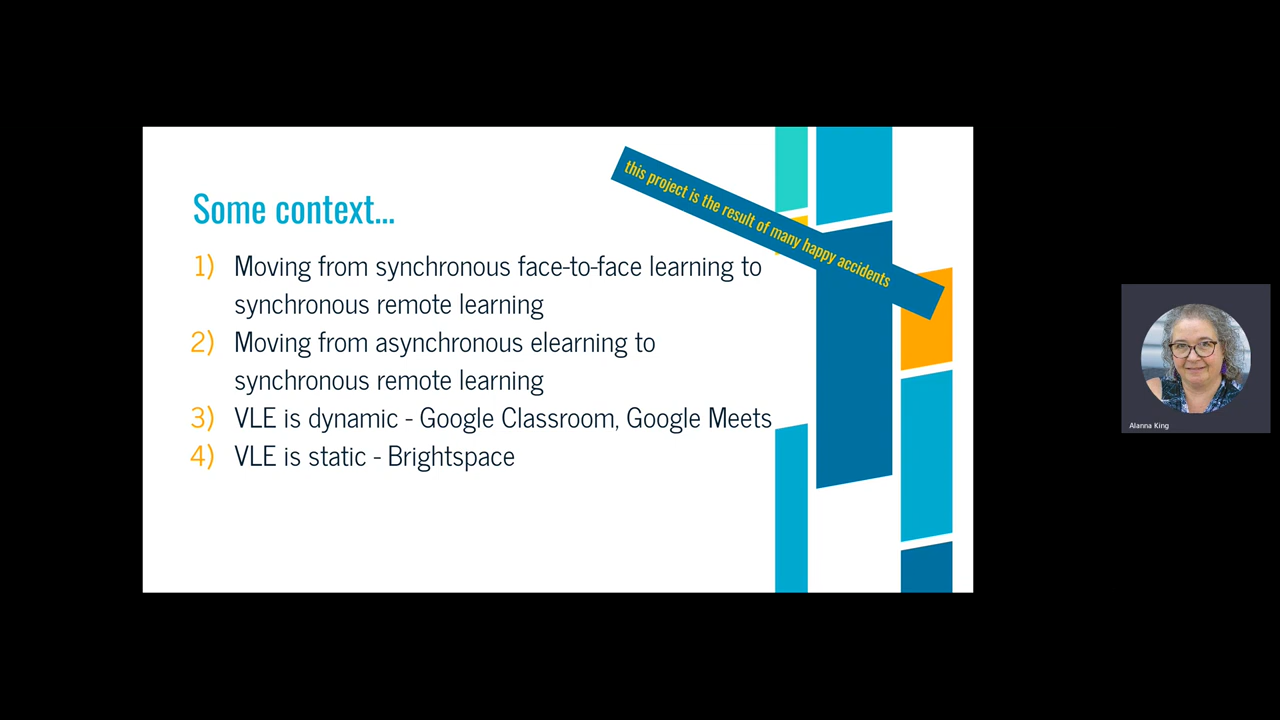 this project is the result of many happy accidents
Some context...
1) Moving from synchronous face-to-face learning to
synchronous remote learning
2) Moving from asynchronous elearning to
synchronous remote learning
3) VLE is dynamic - Google Classroom, Google Meets
4) VLE is static - Brightspace
Alanna King